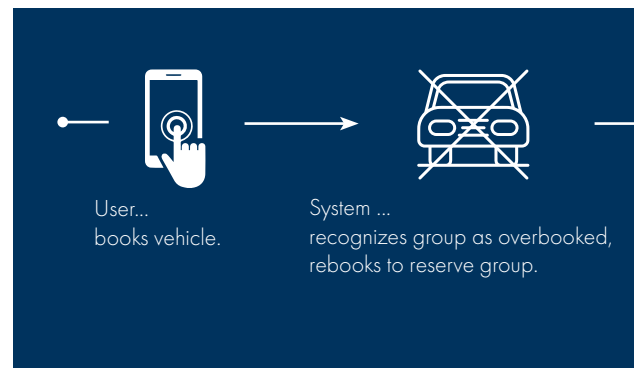 User...
books vehicle.
System ...
recognizes group as overbooked,
rebooks to reserve group.